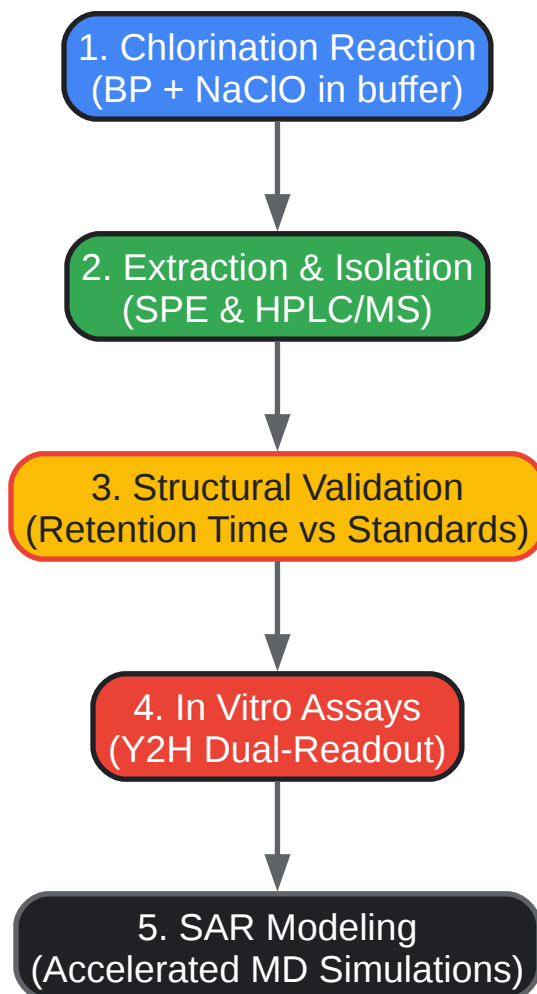 1. Chlorination Reaction
(BP + NaClO in buffer)
2. Extraction & Isolation
(SPE & HPLC/MS)
3. Structural Validation
(Retention Time vs Standards)
4. In Vitro Assays
(Y2H Dual-Readout)
5. SAR Modeling
(Accelerated MD Simulations)